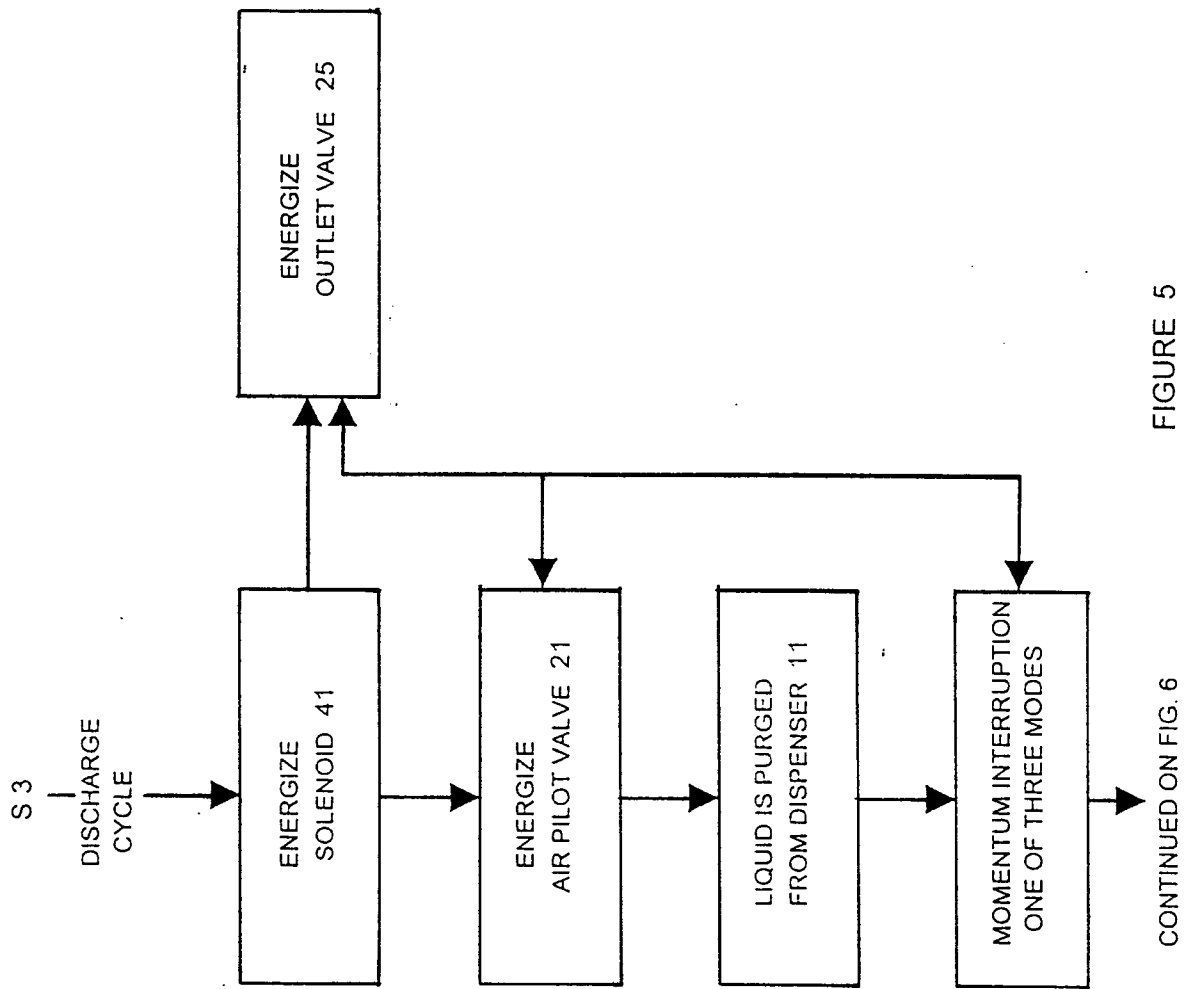 S 3
DISCHARGE
CYCLE
ENERGIZE
SOLENOID 41
ENERGIZE
OUTLET VALVE 25
ENERGIZE
AIR PILOT VALVE 21
LIQUID IS PURGED
FROM DISPENSER 11
MOMENTUM INTERRUPTION
ONE OF THREE MODES
CONTINUED ON FIG. 6
FIGURE 5